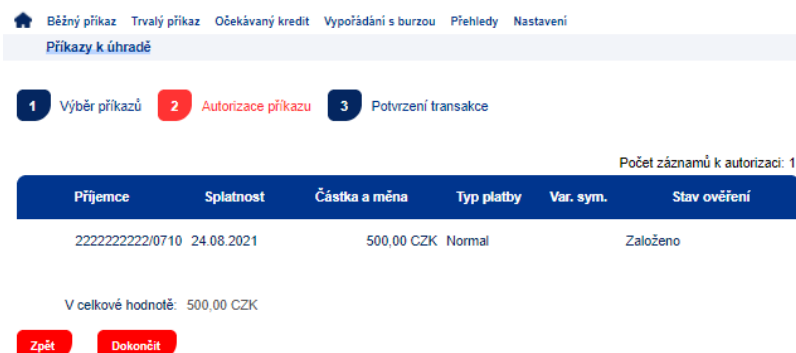 Běžný příkaz Trvalý příkaz Očekávaný kredit Vypořádání s burzou Přehledy Nastavení
Příkazy k úhradě
1 Výběr příkazů 2 Autorizace příkazu 3 Potvrzení transakce
Počet záznamů k autorizaci: 1
Příjemce Splatnost Částka a měna Typ platby Var. sym. Stav ověření
2222222222/0710 24.08.2021 500,00 CZK Normal Založeno
V celkové hodnotě: 500,00 CZK
Zpět Dokončit